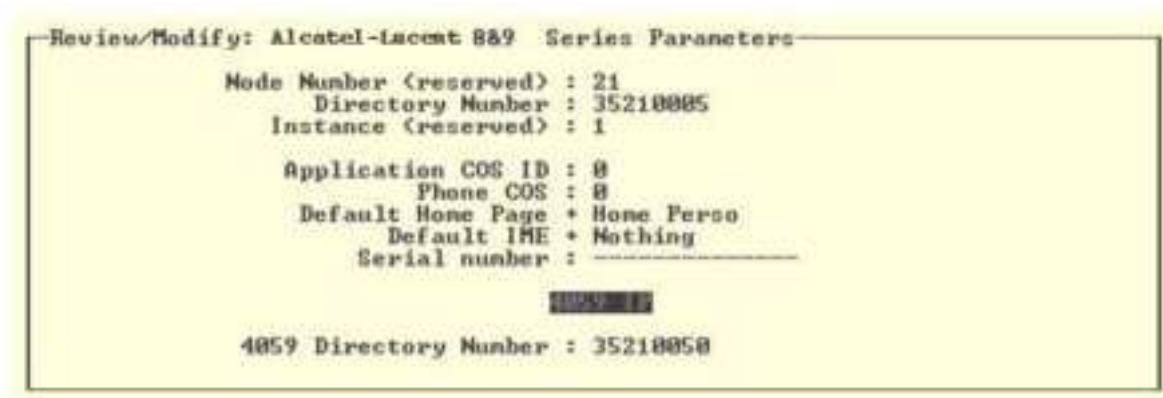 Review/Modify: Alcatel-Lucent 8&9 Series Parameters
Node Number (reserved) : 21
Directory Number : 35210005
Instance (reserved) : 1
Application COS ID : 0
Phone COS : 0
Default Home Page + Home Perso
Default IME + Nothing
Serial number : --------------
4059 IP
4059 Directory Number : 35210050